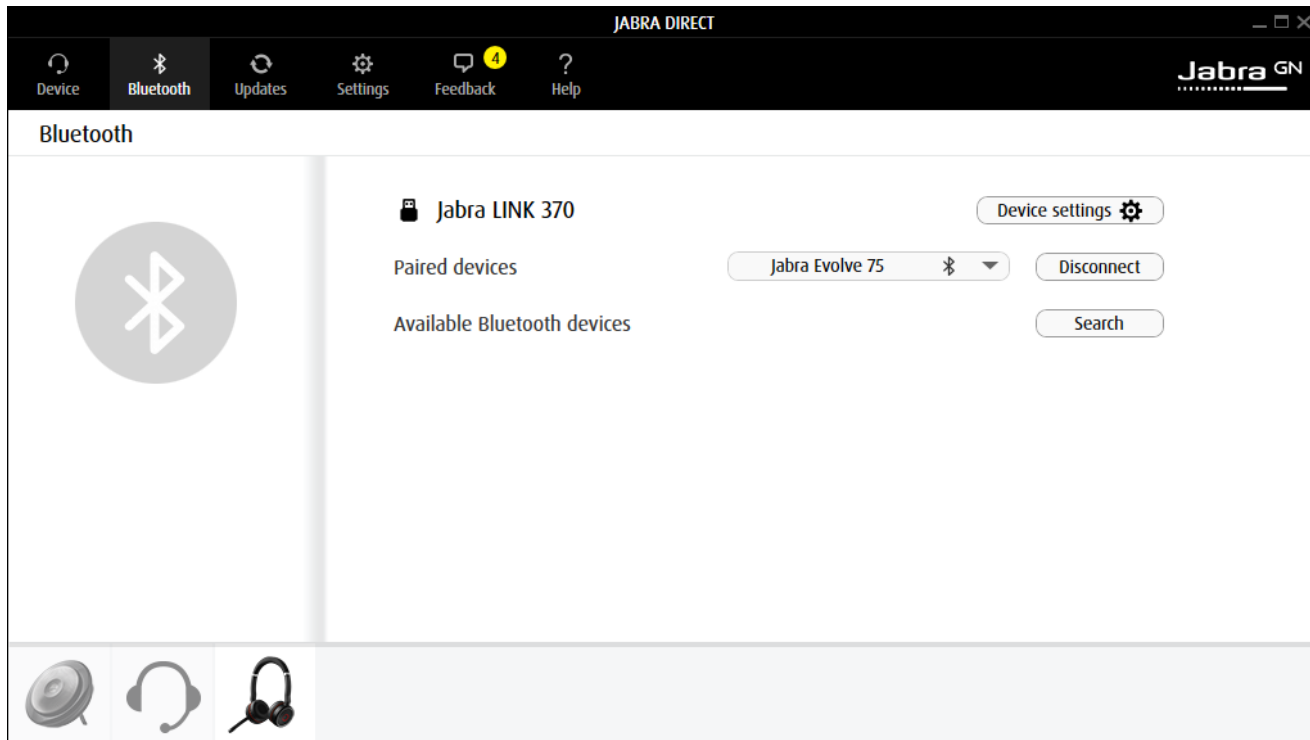 JABRA DIRECT
Device Bluetooth Updates Settings Feedback 4 Help
Jabra GN
Bluetooth
Jabra LINK 370 Device settings
Paired devices Jabra Evolve 75 Disconnect
Available Bluetooth devices Search